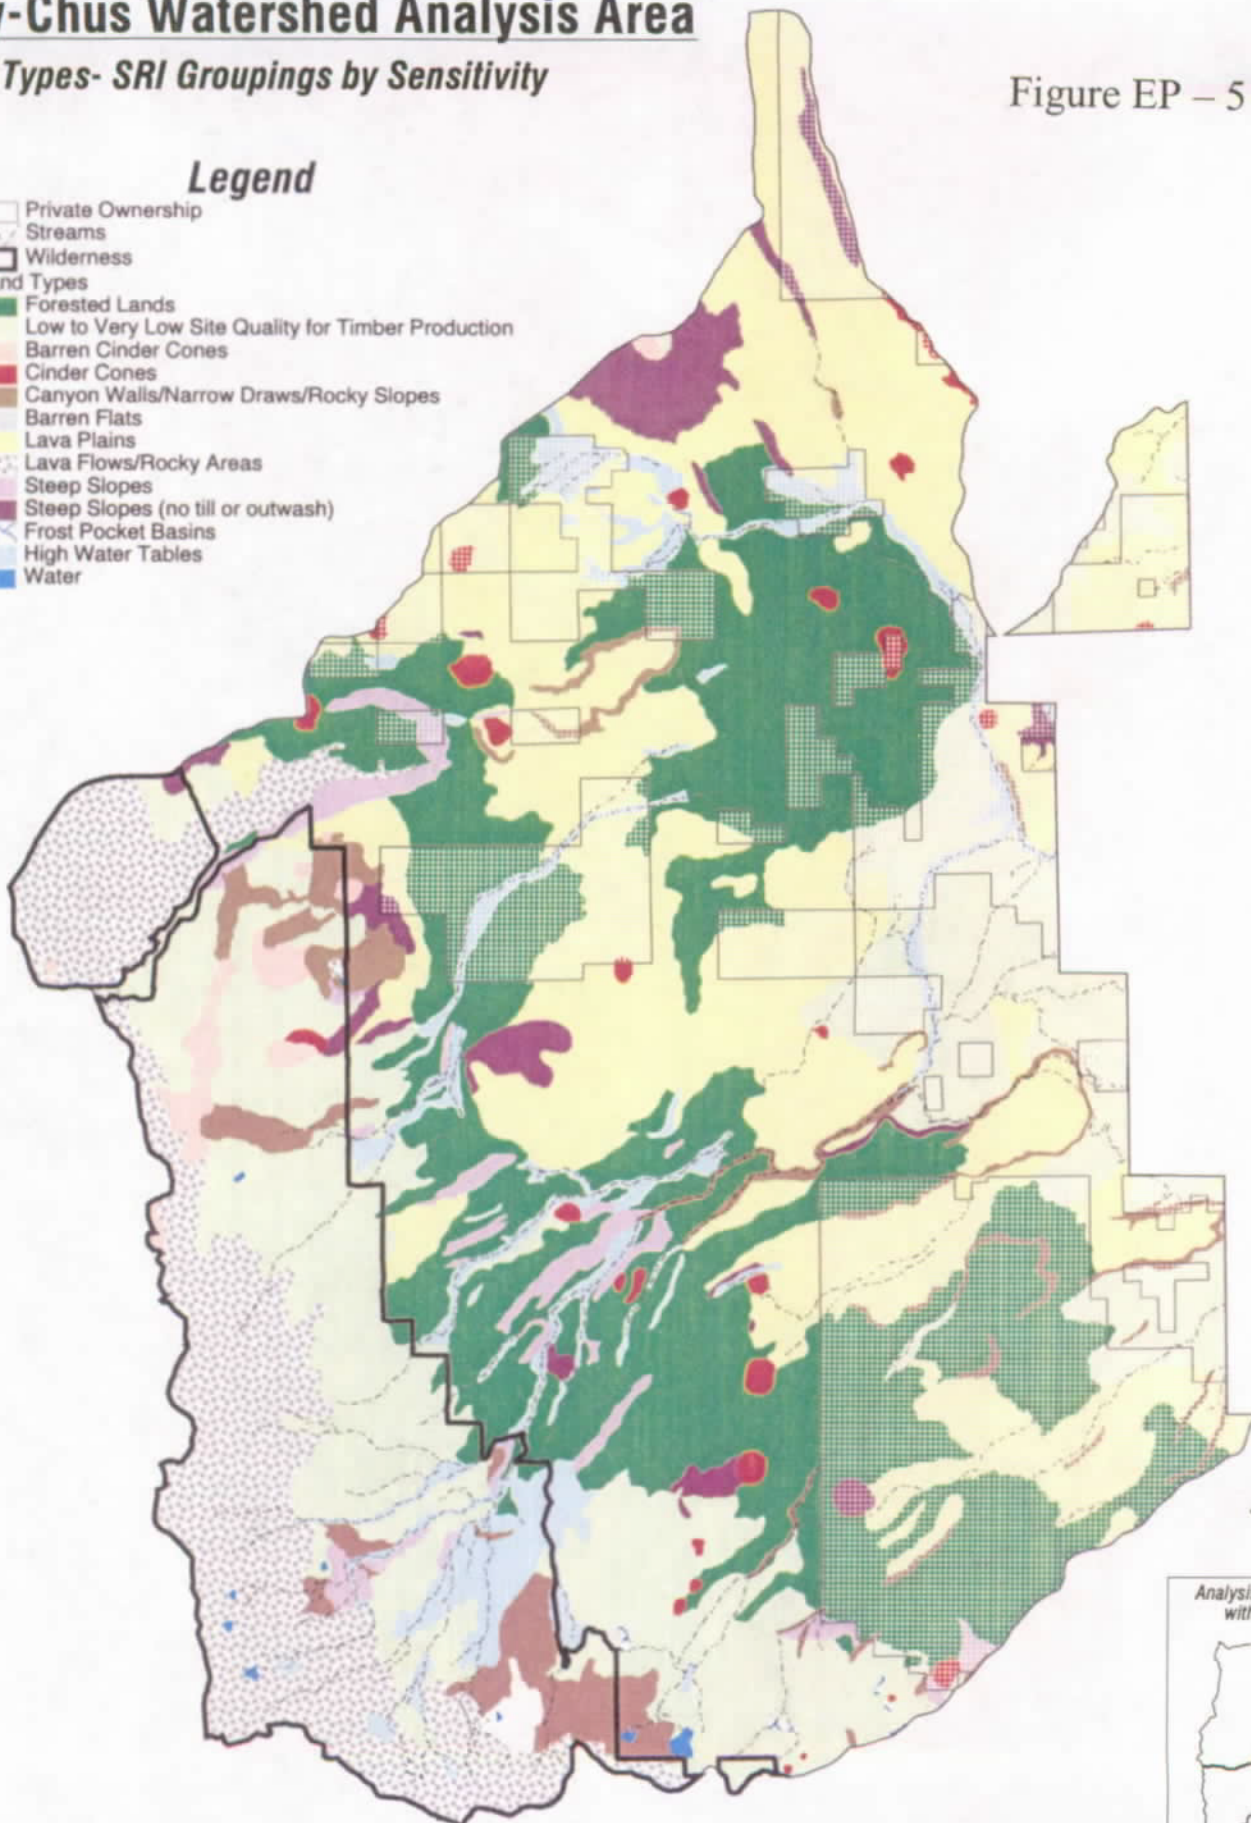 -Chus Watershed Analysis Area
Types- SRI Groupings by Sensitivity
Figure EP – 5
Legend
Private Ownership
Streams
Wilderness
nd Types
Forested Lands
Low to Very Low Site Quality for Timber Production
Barren Cinder Cones
Cinder Cones
Canyon Walls/Narrow Draws/Rocky Slopes
Barren Flats
Lava Plains
Lava Flows/Rocky Areas
Steep Slopes
Steep Slopes (no till or outwash)
Frost Pocket Basins
High Water Tables
Water
Analysis
with